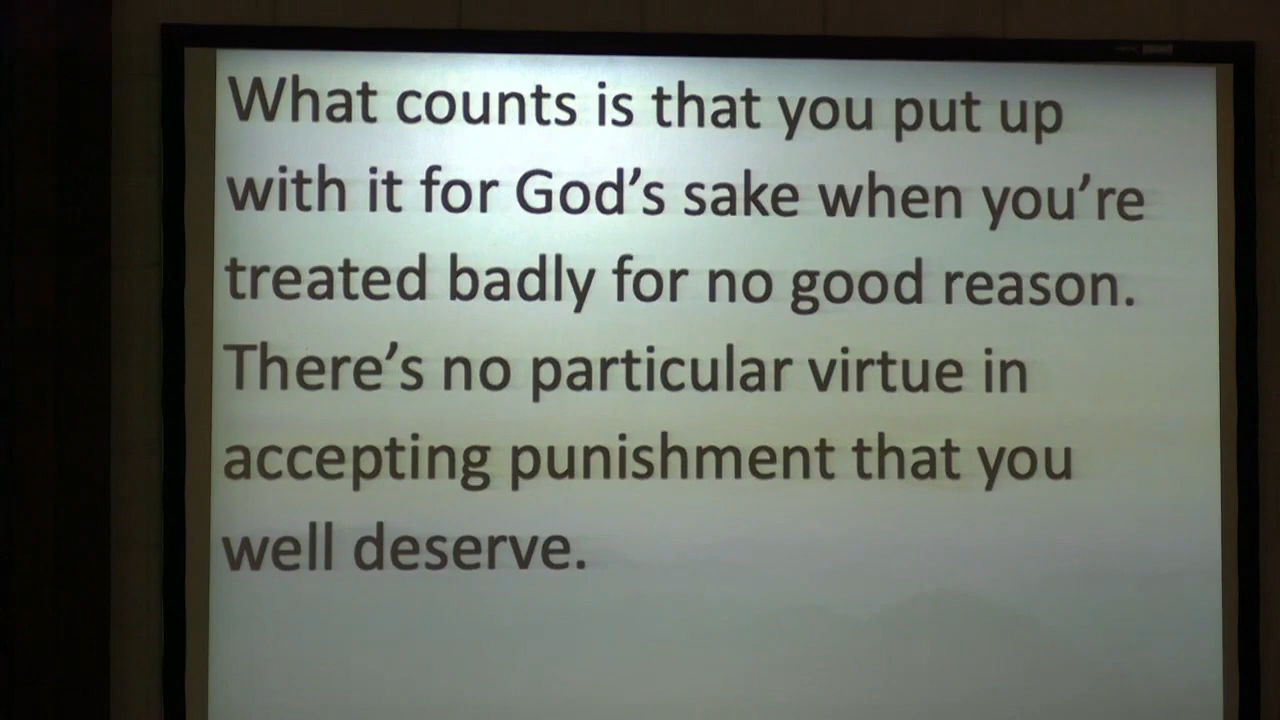 What counts is that you put up
with it for God’s sake when you’re
treated badly for no good reason.
There’s no particular virtue in
accepting punishment that you
well deserve.